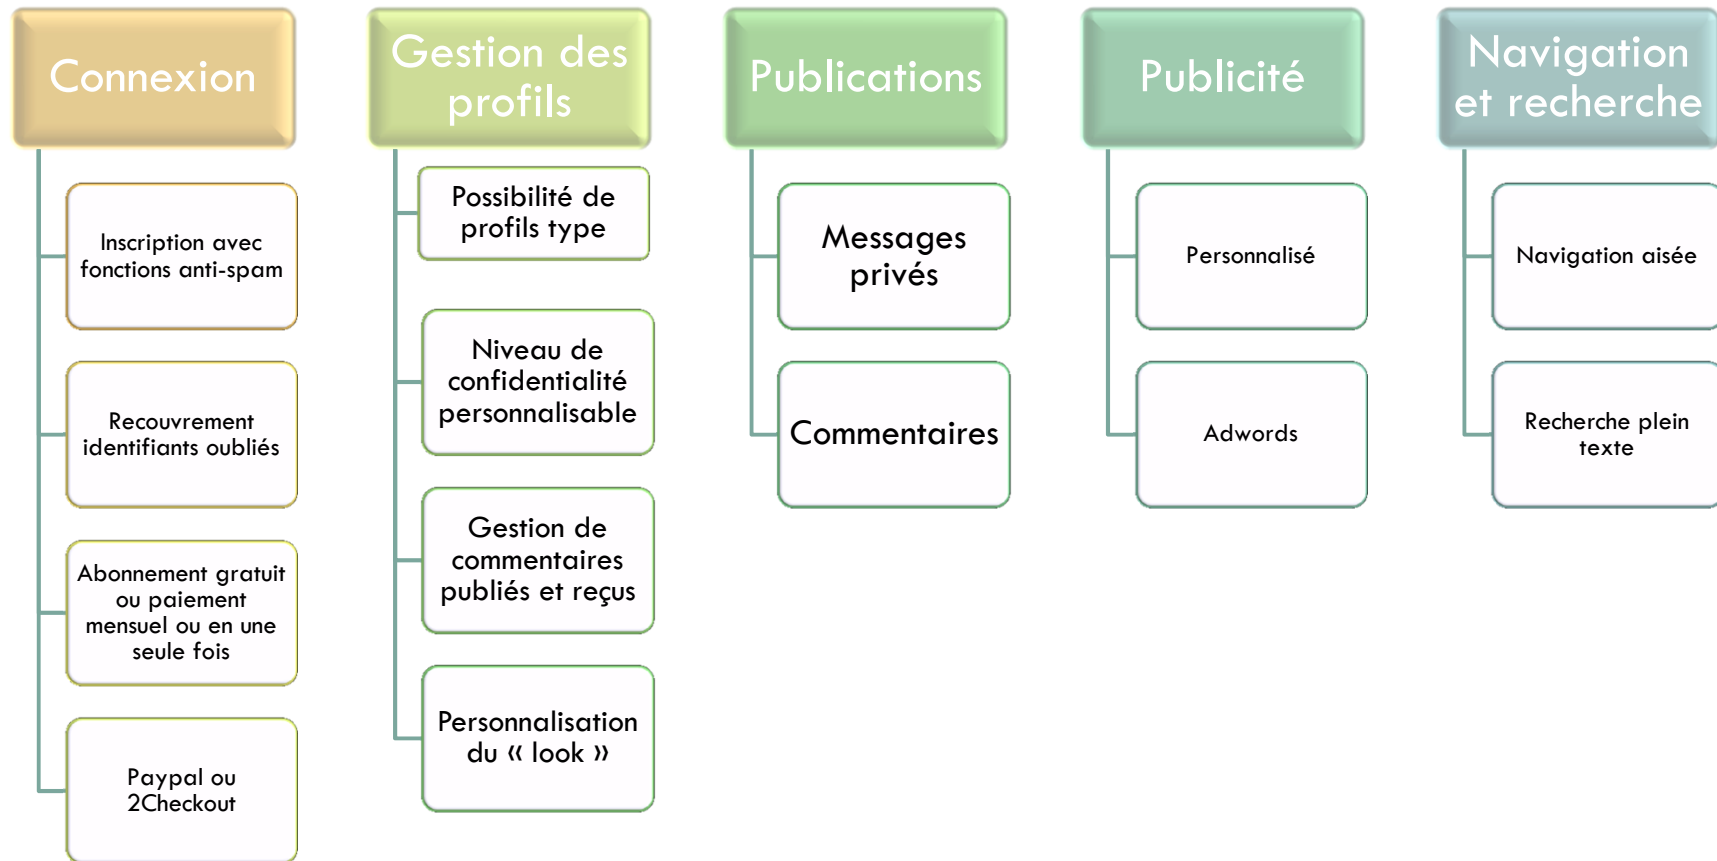 Connexion
Inscription avec
fonctions anti-spam
Recouvrement
identifiants oubliés
Abonnement gratuit
ou paiement
mensuel ou en une
seule fois
Paypal ou
2Checkout
Gestion des
profils
Possibilité de
profils type
Niveau de
confidentialité
personnalisable
Gestion de
commentaires
publiés et reçus
Personnalisation
du « look »
Publications
Messages
privés
Commentaires
Publicité
Personnalisé
Adwords
Navigation
et recherche
Navigation aisée
Recherche plein
texte